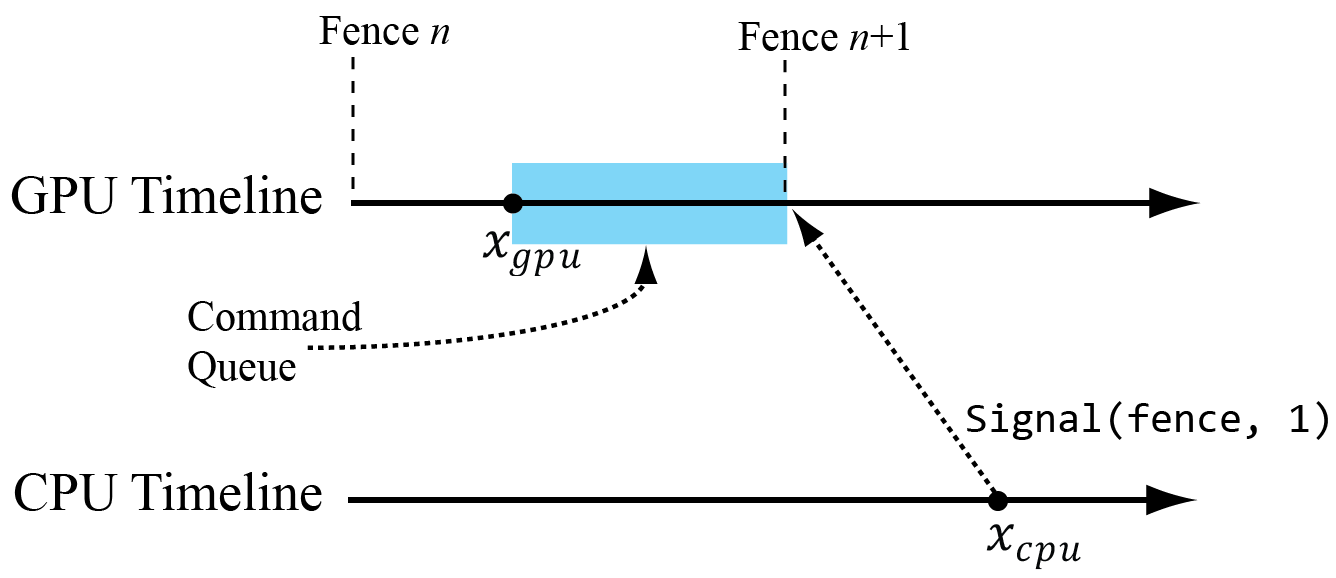 Fence n
Fence n+1
GPU Timeline
x_gpu
Command
Queue
Signal(fence, 1)
CPU Timeline
x_cpu